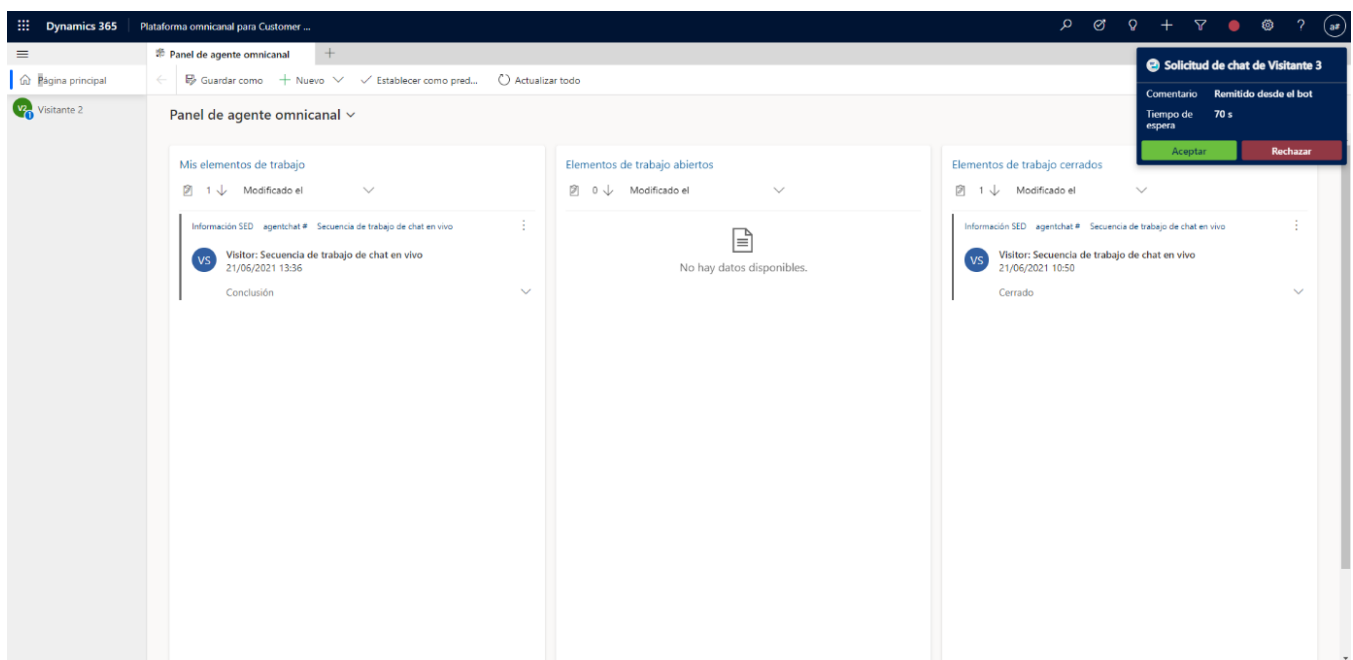 Dynamics 365 Plataforma omnicanal para Customer ... a#
Panel de agente omnicanal
Página principal Guardar como Nuevo Establecer como pred... Actualizar todo
V2 1 Visitante 2
Panel de agente omnicanal
Solicitud de chat de Visitante 3
Comentario Remitido desde el bot
Tiempo de espera 70 s
Aceptar Rechazar
Mis elementos de trabajo
1 Modificado el
Información SED agentchat # Secuencia de trabajo de chat en vivo
VS Visitor: Secuencia de trabajo de chat en vivo
21/06/2021 13:36
Conclusión
Elementos de trabajo abiertos
0 Modificado el
No hay datos disponibles.
Elementos de trabajo cerrados
1 Modificado el
Información SED agentchat # Secuencia de trabajo de chat en vivo
VS Visitor: Secuencia de trabajo de chat en vivo
21/06/2021 10:50
Cerrado